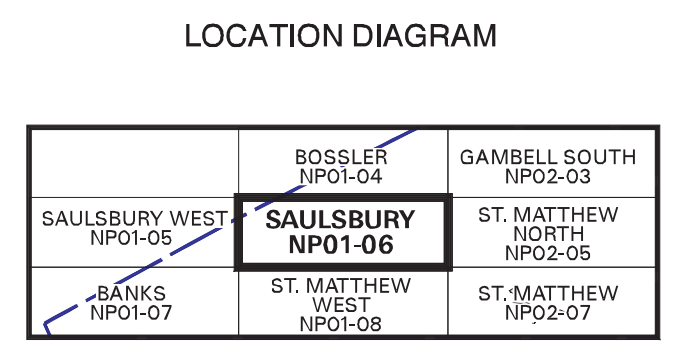 LOCATION DIAGRAM
BOSSLER
NP01-04
GAMBELL SOUTH
NP02-03
SAULSBURY WEST
NP01-05
SAULSBURY
NP01-06
ST. MATTHEW
NORTH
NP02-05
BANKS
NP01-07
ST. MATTHEW
WEST
NP01-08
ST. MATTHEW
NP02-07